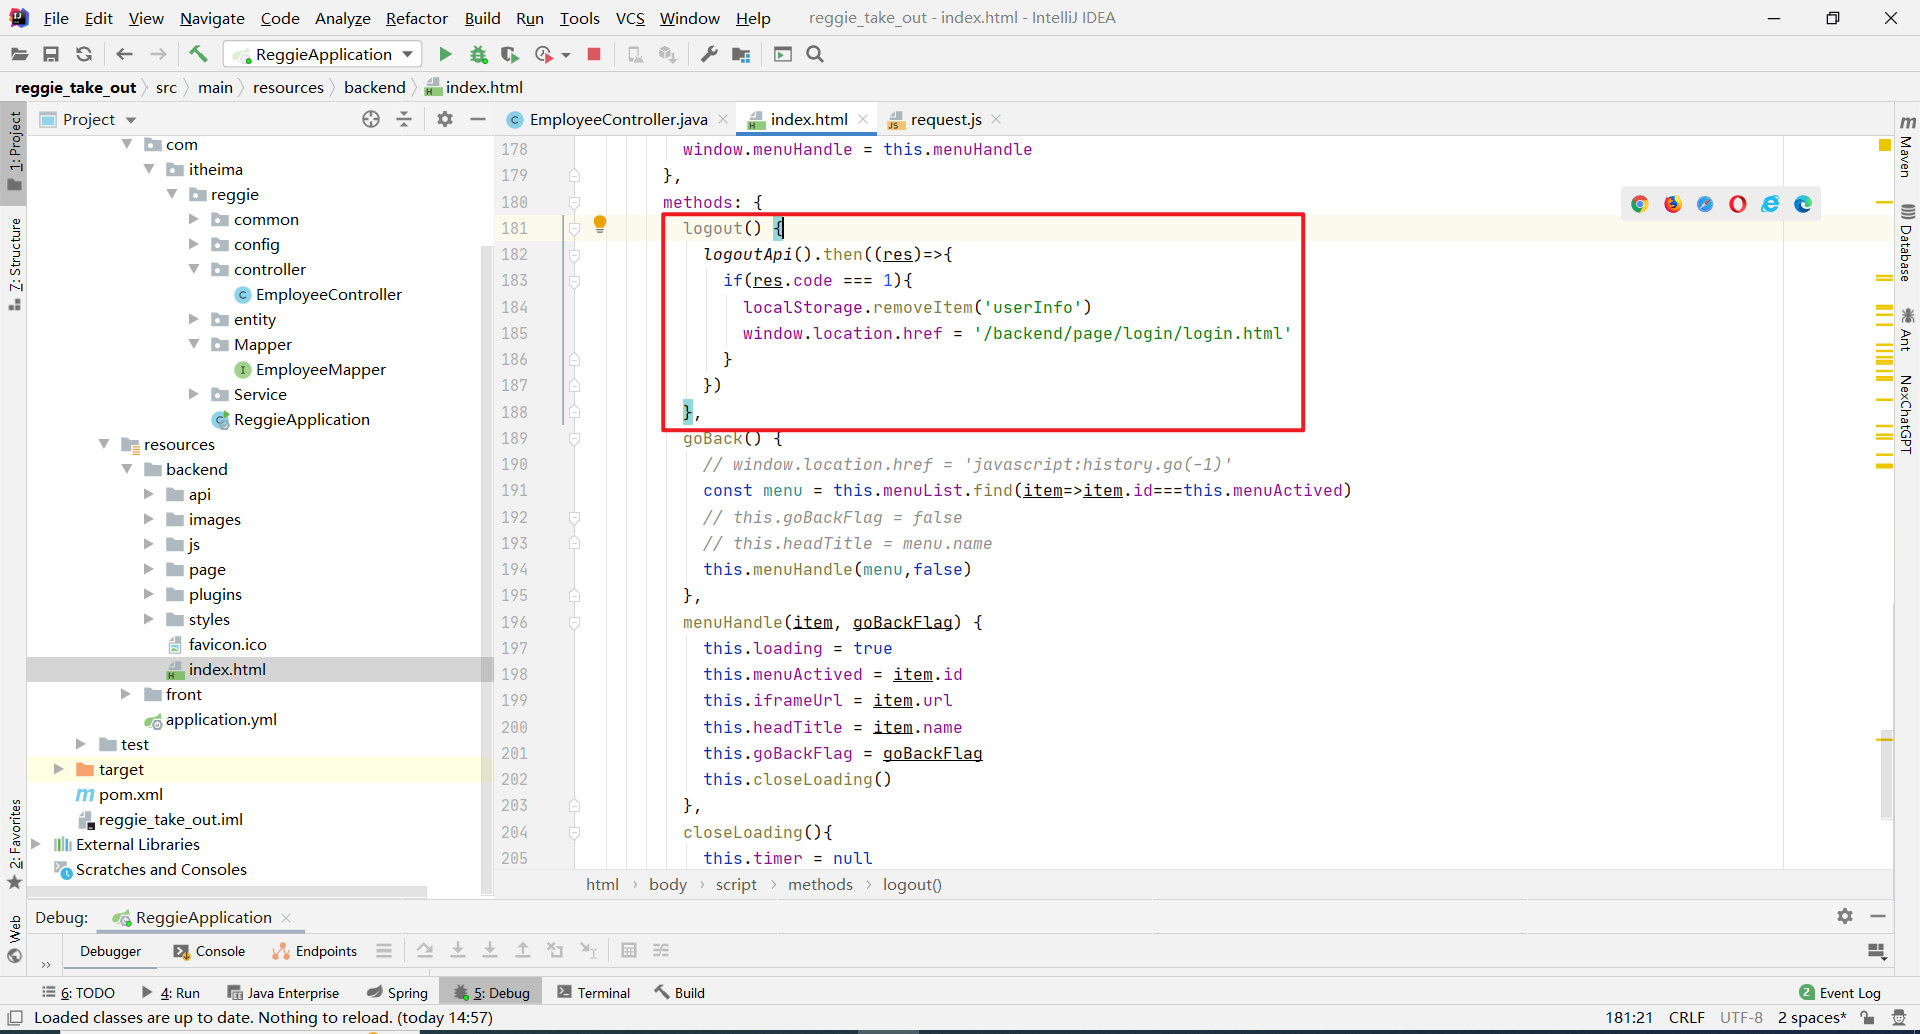 File Edit View Navigate Code Analyze Refactor Build Run Tools VCS Window Help reggie_take_out - index.html - IntelliJ IDEA
ReggieApplication
reggie_take_out src main resources backend index.html
Project
EmployeeController.java index.html request.js
1: Project
7: Structure
2: Favorites
Web
com
itheima
reggie
common
config
controller
EmployeeController
entity
Mapper
EmployeeMapper
Service
ReggieApplication
resources
backend
api
images
js
page
plugins
styles
favicon.ico
index.html
front
application.yml
test
target
pom.xml
reggie_take_out.iml
External Libraries
Scratches and Consoles
178 window.menuHandle = this.menuHandle
179 },
180 methods: {
181 logout() {
182 logoutApi().then((res)=>{
183 if(res.code === 1){
184 localStorage.removeItem('userInfo')
185 window.location.href = '/backend/page/login/login.html'
186 }
187 })
188 },
189 goBack() {
190 // window.location.href = 'javascript:history.go(-1)'
191 const menu = this.menuList.find(item=>item.id===this.menuActived)
192 // this.goBackFlag = false
193 // this.headTitle = menu.name
194 this.menuHandle(menu,false)
195 },
196 menuHandle(item, goBackFlag) {
197 this.loading = true
198 this.menuActived = item.id
199 this.iframeUrl = item.url
200 this.headTitle = item.name
201 this.goBackFlag = goBackFlag
202 this.closeLoading()
203 },
204 closeLoading(){
205 this.timer = null
html body script methods logout()
Maven
Database
Ant
NexChatGPT
Debug: ReggieApplication
Debugger Console Endpoints
6: TODO 4: Run Java Enterprise Spring 5: Debug Terminal Build 2 Event Log
Loaded classes are up to date. Nothing to reload. (today 14:57) 181:21 CRLF UTF-8 2 spaces*